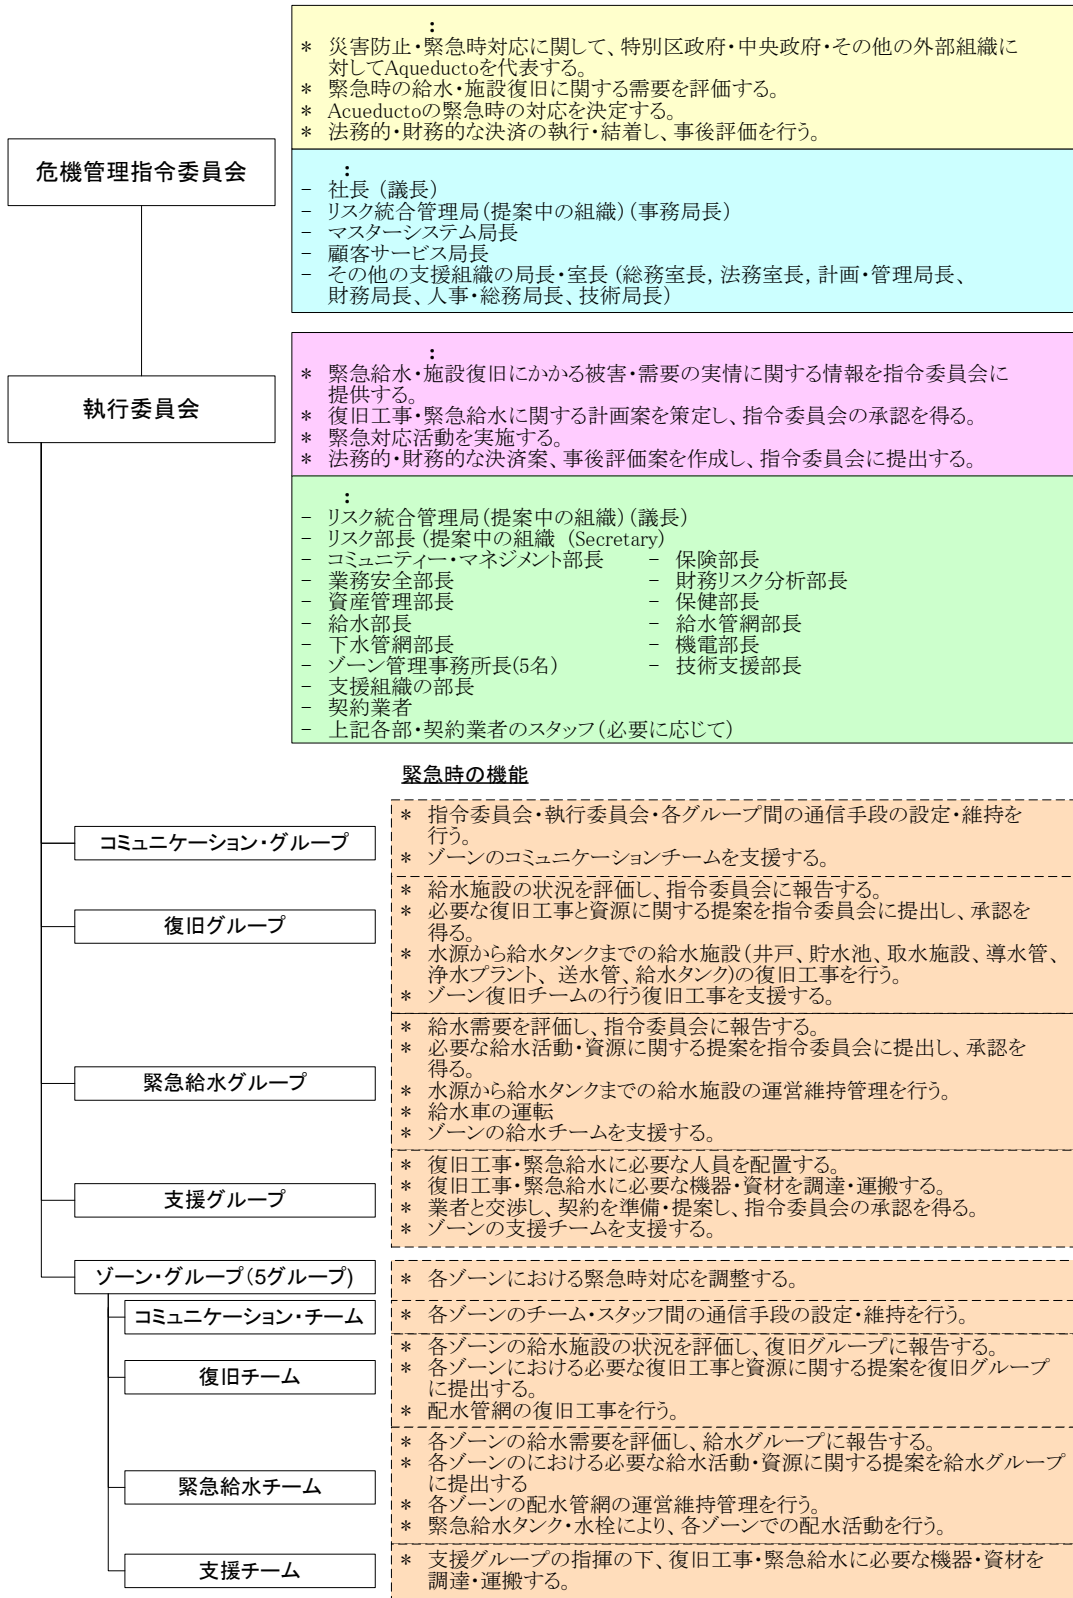 :
* 災害防止・緊急時対応に関して、特別区政府・中央政府・その他の外部組織に
対してAqueductoを代表する。
* 緊急時の給水・施設復旧に関する需要を評価する。
* Acueductoの緊急時の対応を決定する。
* 法務的・財務的な決済の執行・結着し、事後評価を行う。
危機管理指令委員会
:
- 社長 (議長)
- リスク統合管理局(提案中の組織) (事務局長)
- マスターシステム局長
- 顧客サービス局長
- その他の支援組織の局長・室長 (総務室長, 法務室長, 計画・管理局長、
財務局長、人事・総務局長、技術局長)
:
* 緊急給水・施設復旧にかかる被害・需要の実情に関する情報を指令委員会に
提供する。
* 復旧工事・緊急給水に関する計画案を策定し、指令委員会の承認を得る。
* 緊急対応活動を実施する。
* 法務的・財務的な決済案、事後評価案を作成し、指令委員会に提出する。
執行委員会
:
- リスク統合管理局(提案中の組織) (議長)
- リスク部長 (提案中の組織 (Secretary)
- コミュニティー・マネジメント部長 - 保険部長
- 業務安全部長 - 財務リスク分析部長
- 資産管理部長 - 保健部長
- 給水部長 - 給水管網部長
- 下水管網部長 - 機電部長
- ゾーン管理事務所長(5名) - 技術支援部長
- 支援組織の部長
- 契約業者
- 上記各部・契約業者のスタッフ(必要に応じて)
緊急時の機能
コミュニケーション・グループ
* 指令委員会・執行委員会・各グループ間の通信手段の設定・維持を
行う。
* ゾーンのコミュニケーションチームを支援する。
復旧グループ
* 給水施設の状況を評価し、指令委員会に報告する。
* 必要な復旧工事と資源に関する提案を指令委員会に提出し、承認を
得る。
* 水源から給水タンクまでの給水施設(井戸、貯水池、取水施設、導水管、
浄水プラント、 送水管、給水タンク)の復旧工事を行う。
* ゾーン復旧チームの行う復旧工事を支援する。
緊急給水グループ
* 給水需要を評価し、指令委員会に報告する。
* 必要な給水活動・資源に関する提案を指令委員会に提出し、承認を
得る。
* 水源から給水タンクまでの給水施設の運営維持管理を行う。
* 給水車の運転
* ゾーンの給水チームを支援する。
支援グループ
* 復旧工事・緊急給水に必要な人員を配置する。
* 復旧工事・緊急給水に必要な機器・資材を調達・運搬する。
* 業者と交渉し、契約を準備・提案し、指令委員会の承認を得る。
* ゾーンの支援チームを支援する。
ゾーン・グループ(5グループ)
* 各ゾーンにおける緊急時対応を調整する。
コミュニケーション・チーム
* 各ゾーンのチーム・スタッフ間の通信手段の設定・維持を行う。
復旧チーム
* 各ゾーンの給水施設の状況を評価し、復旧グループに報告する。
* 各ゾーンにおける必要な復旧工事と資源に関する提案を復旧グループ
に提出する。
* 配水管網の復旧工事を行う。
緊急給水チーム
* 各ゾーンの給水需要を評価し、給水グループに報告する。
* 各ゾーンのにおける必要な給水活動・資源に関する提案を給水グループ
に提出する
* 各ゾーンの配水管網の運営維持管理を行う。
* 緊急給水タンク・水栓により、各ゾーンでの配水活動を行う。
支援チーム
* 支援グループの指揮の下、復旧工事・緊急給水に必要な機器・資材を
調達・運搬する。